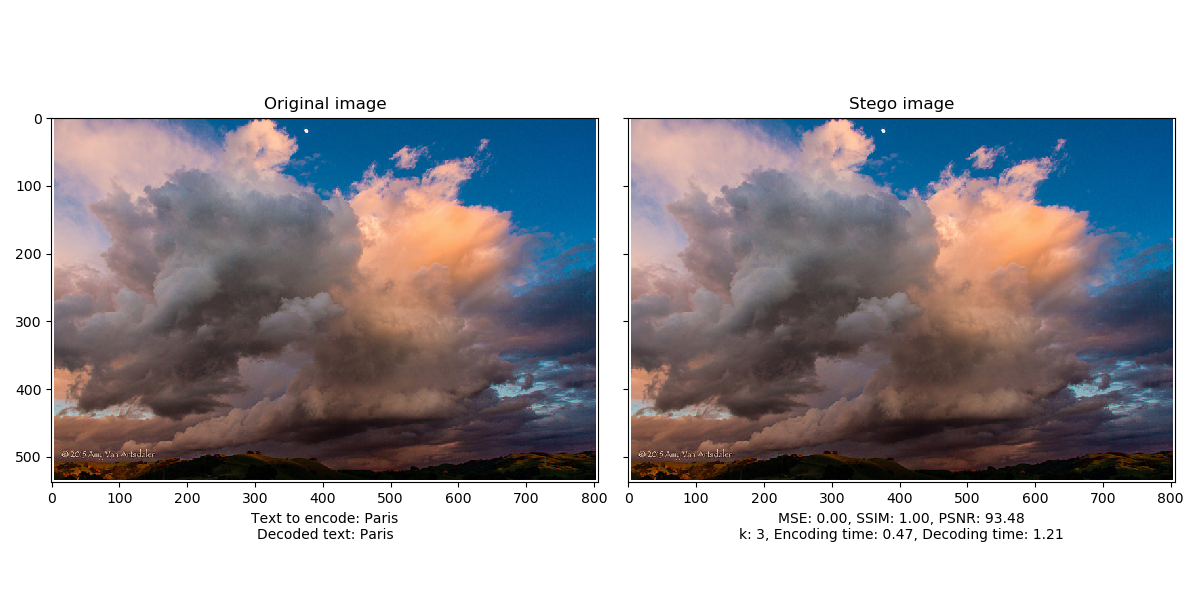 Original image
Stego image
0
100
200
300
400
500
0 100 200 300 400 500 600 700 800
0 100 200 300 400 500 600 700 800
Text to encode: Paris
Decoded text: Paris
MSE: 0.00, SSIM: 1.00, PSNR: 93.48
k: 3, Encoding time: 0.47, Decoding time: 1.21